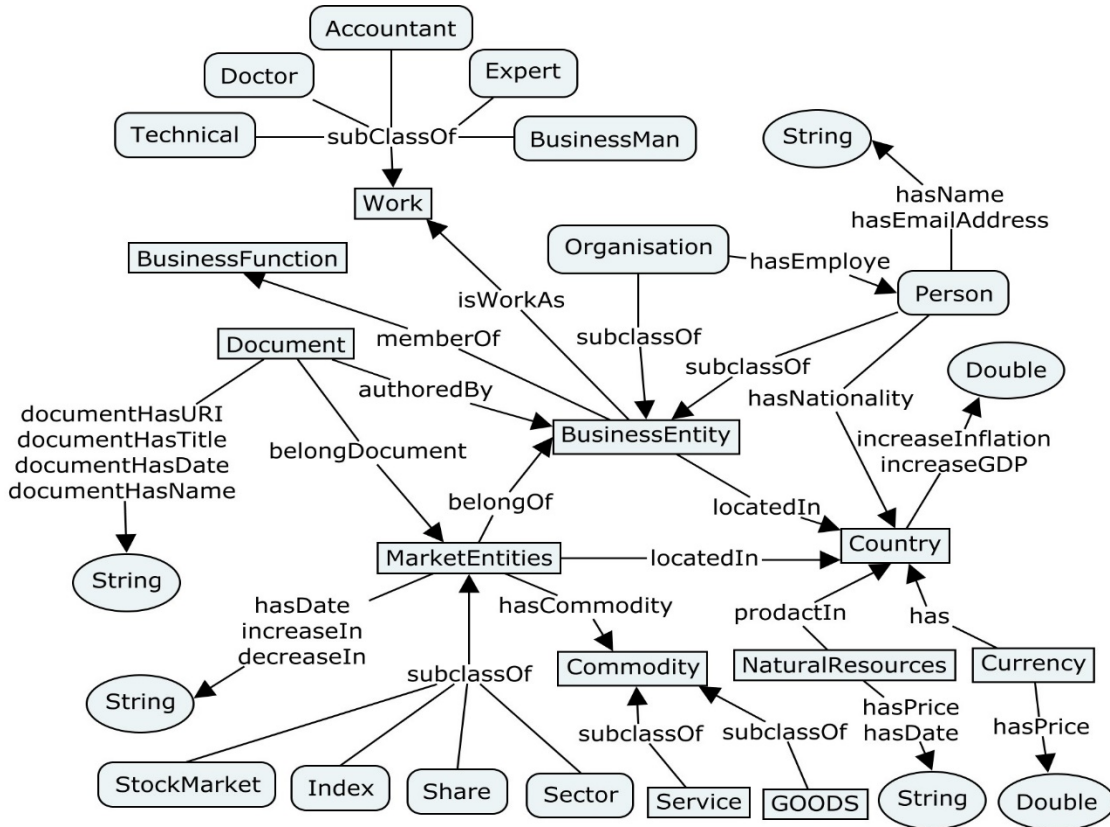 Accountant
Doctor
Expert
Technical
subClassOf
BusinessMan
String
Work
hasName
hasEmailAddress
BusinessFunction
Organisation
hasEmploye
Person
isWorkAs
memberOf
subclassOf
subclassOf
Document
authoredBy
Double
hasNationality
documentHasURI
documentHasTitle
documentHasDate
documentHasName
belongDocument
BusinessEntity
increaseInflation
increaseGDP
belongOf
locatedIn
String
MarketEntities
locatedIn
Country
hasDate
increaseIn
decreaseIn
hasCommodity
prodactIn
has
subclassOf
Commodity
NaturalResources
Currency
String
subclassOf
subclassOf
hasPrice
hasDate
hasPrice
StockMarket
Index
Share
Sector
Service
GOODS
String
Double